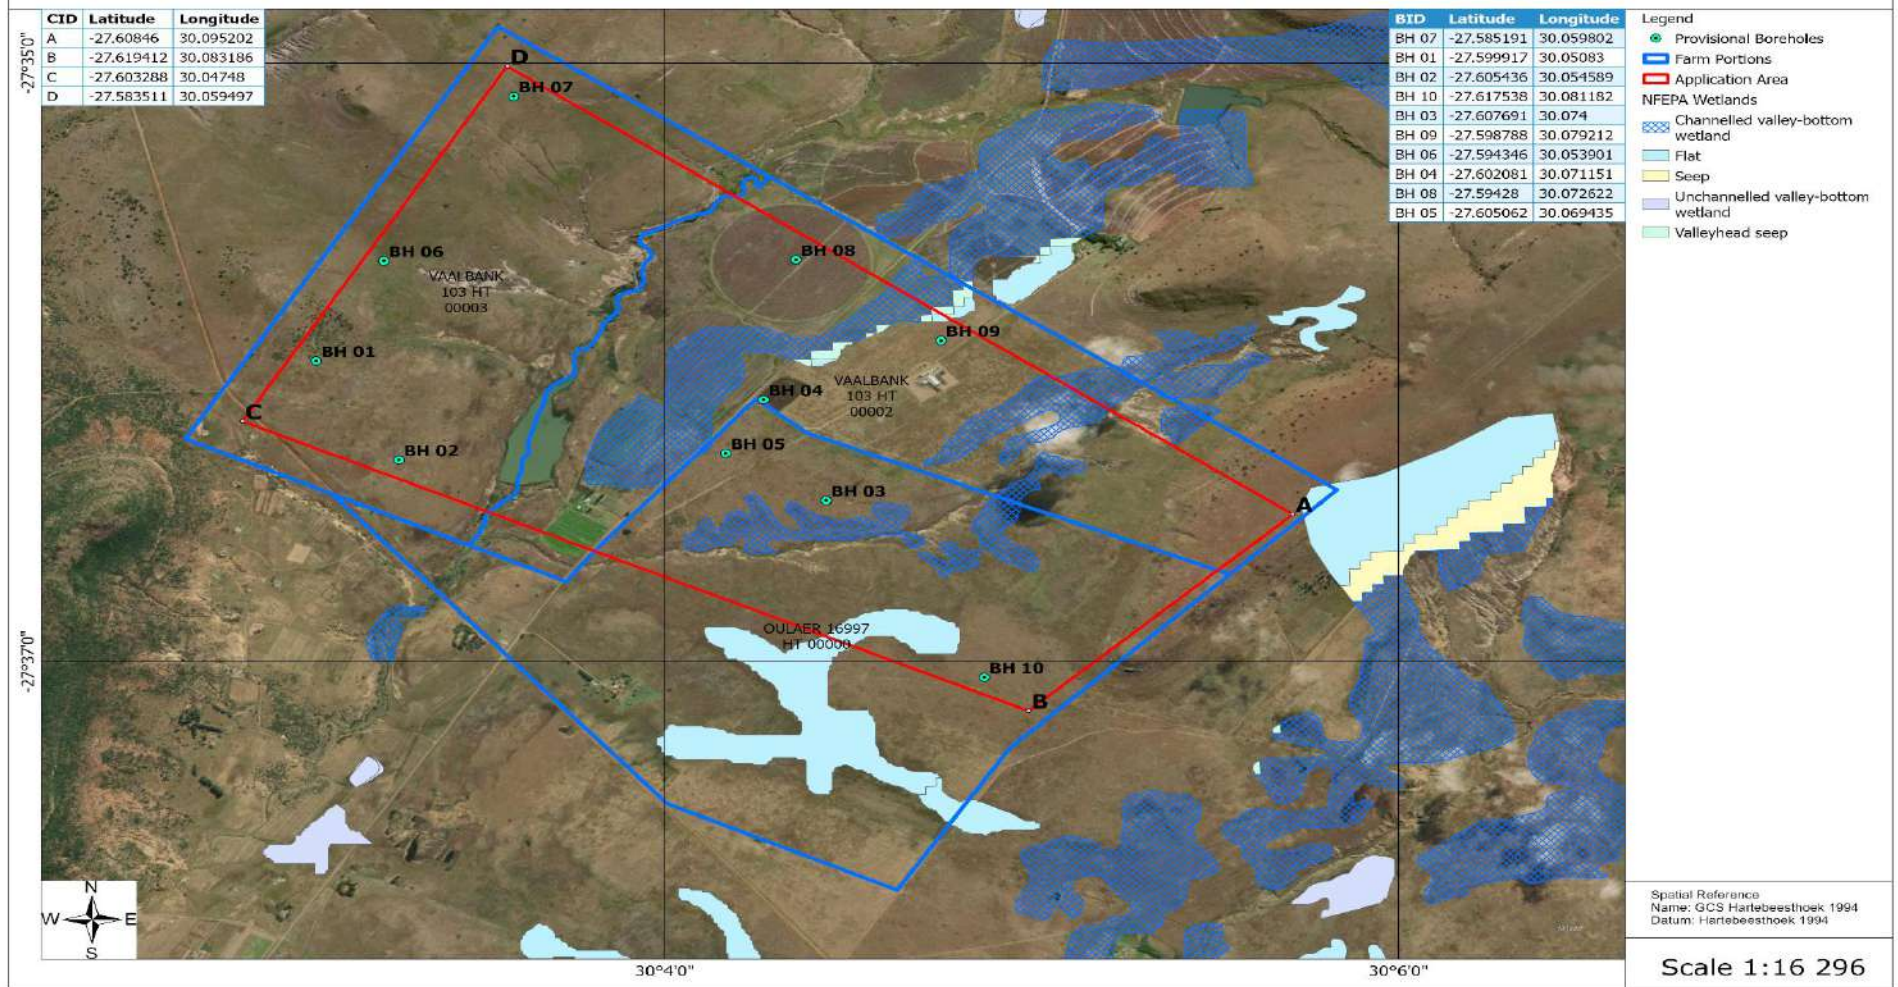 CID Latitude Longitude
A -27.60846 30.095202
B -27.619412 30.083186
C -27.603288 30.04748
D -27.583511 30.059497
BID Latitude Longitude
BH 07 -27.585191 30.059802
BH 01 -27.599917 30.05083
BH 02 -27.605436 30.054589
BH 10 -27.617538 30.081182
BH 03 -27.607691 30.074
BH 09 -27.598788 30.079212
BH 06 -27.594346 30.053901
BH 04 -27.602081 30.071151
BH 08 -27.59428 30.072622
BH 05 -27.605062 30.069435
Legend
Provisional Boreholes
Farm Portions
Application Area
NFEPA Wetlands
Channelled valley-bottom
wetland
Flat
Seep
Unchannelled valley-bottom
wetland
Valleyhead seep
-27°35'0"
D
BH 07
BH 06
VAALBANK
103 HT
00003
BH 08
BH 01
BH 09
VAALBANK
103 HT
00002
BH 04
C
BH 02
BH 05
BH 03
A
-27°37'0"
OULAER 16997
HT 00000
BH 10
B
N
W E
S
30°4'0"
30°6'0"
Spatial Reference
Name: GCS Hartebeesthoek 1994
Datum: Hartebeesthoek 1994
Scale 1:16 296